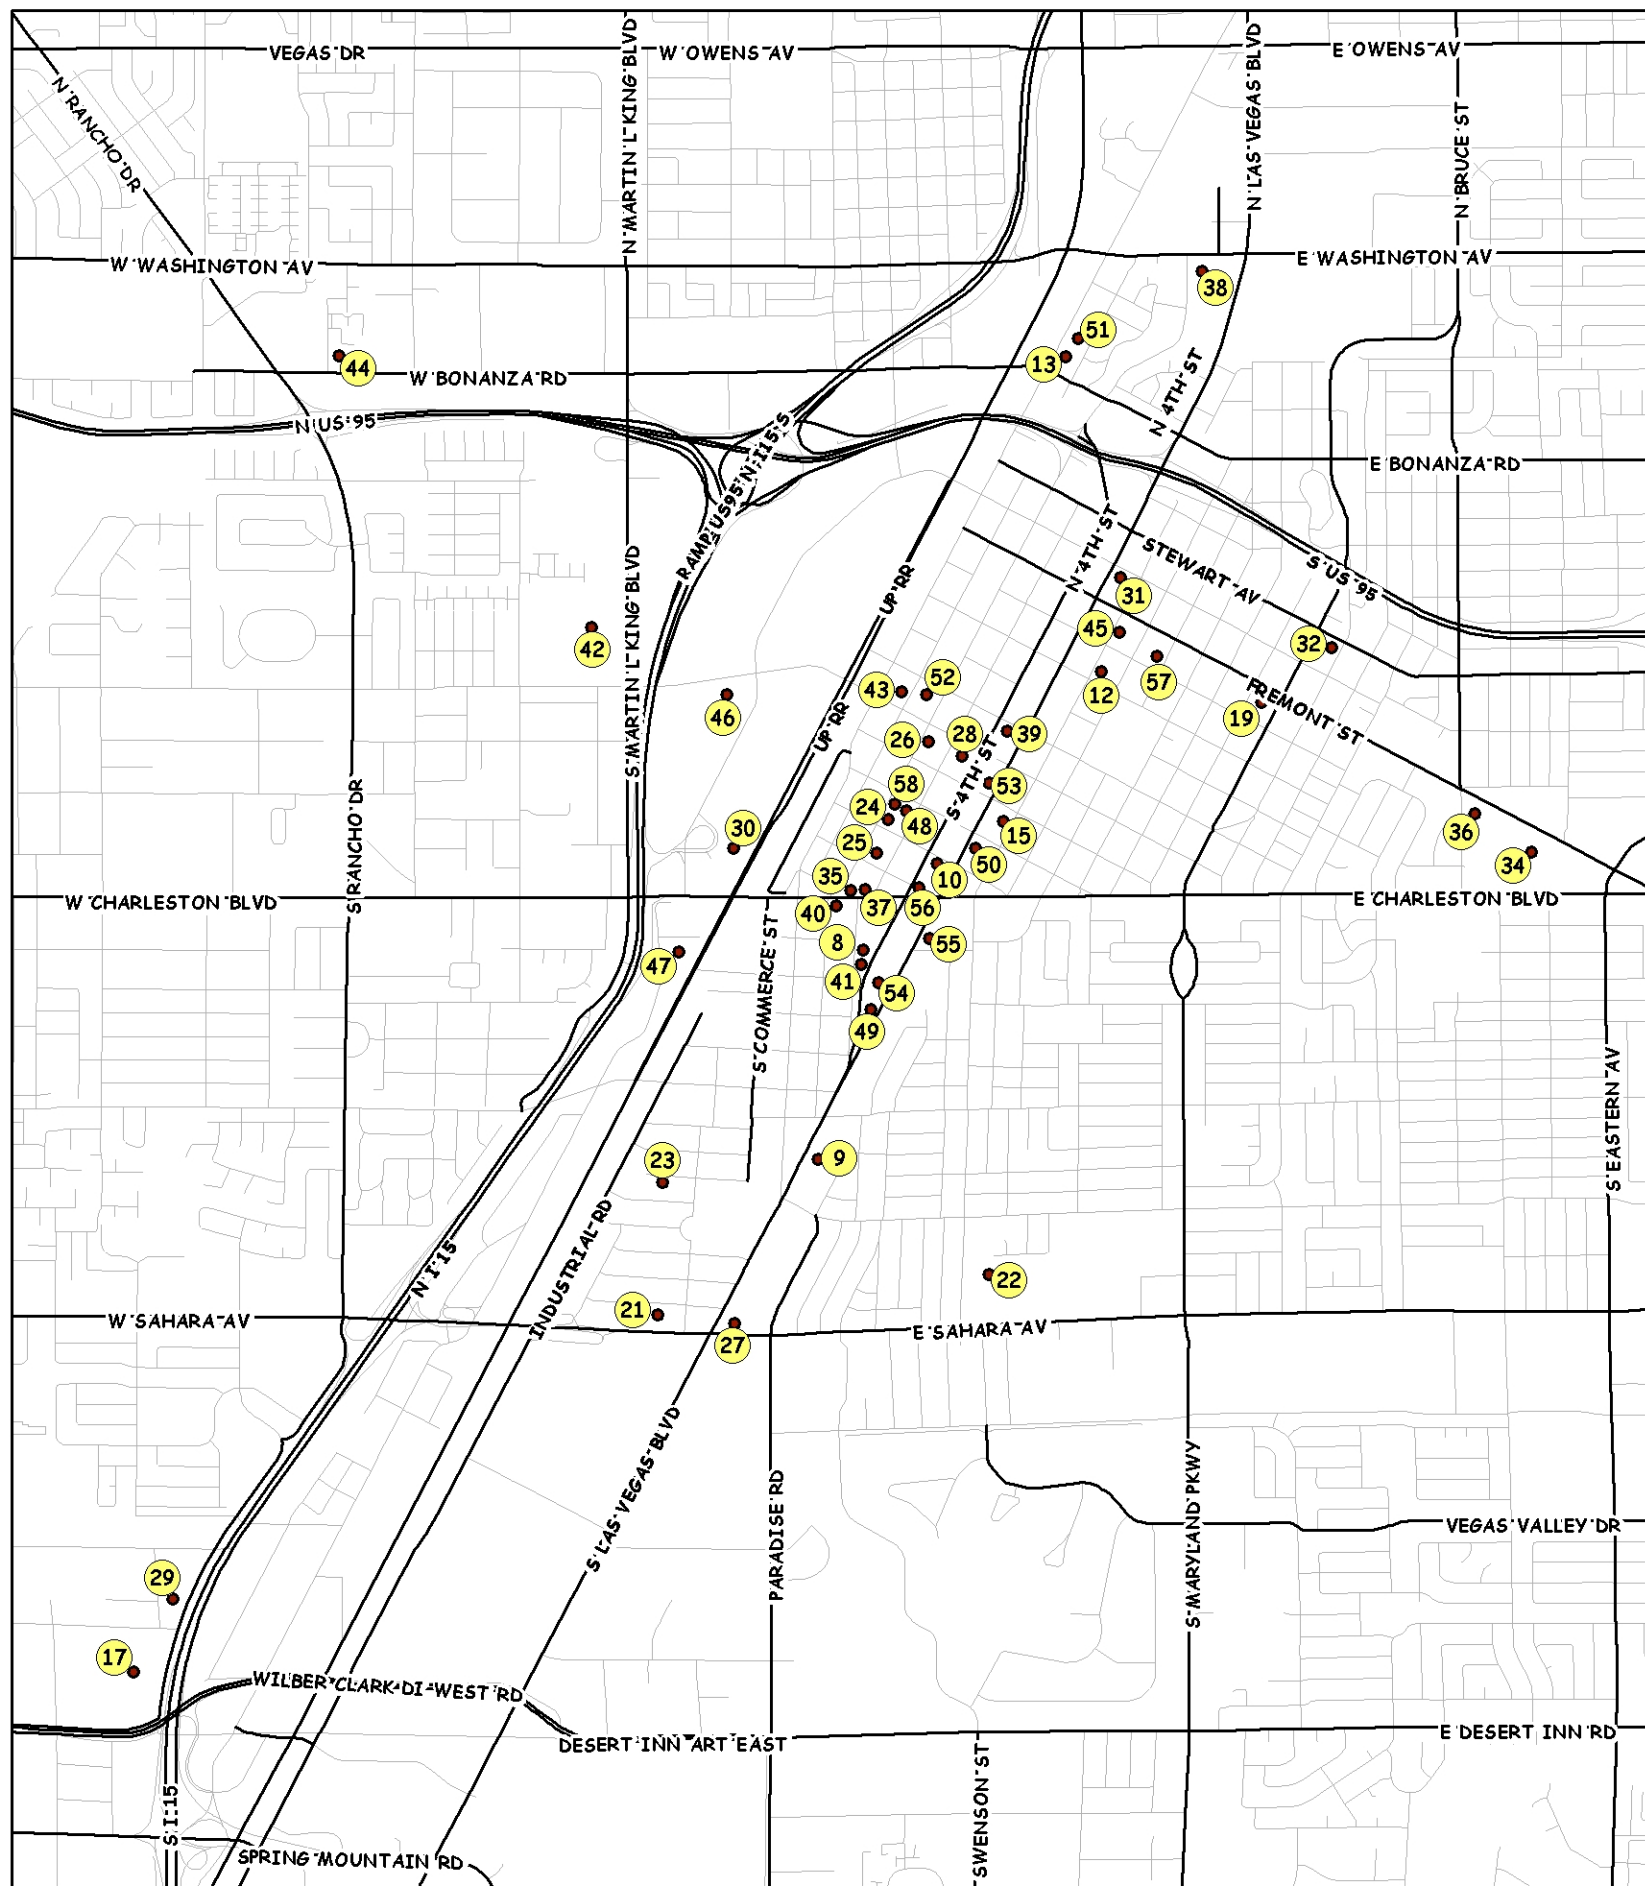 VEGAS DR
W OWENS AV
E OWENS AV
N RANCHO DR
N MARTIN L KING BLVD
N LAS VEGAS BLVD
N BRUCE ST
W WASHINGTON AV
E WASHINGTON AV
38
51
13
44
W BONANZA RD
N 4TH ST
N US 95
N I 15 S
E BONANZA RD
RAMP
US95
N 4TH ST
STEWART AV
S US 95
S MARTIN L KING BLVD
UP RR
31
45
32
42
57
12
52
43
46
19
FREMONT ST
UP RR
26
28
39
S 4TH ST
58
53
24
48
15
30
25
50
36
34
S RANCHO DR
35
10
W CHARLESTON BLVD
E CHARLESTON BLVD
40
37
56
8
55
47
41
54
S COMMERCE ST
49
S EASTERN AV
23
9
INDUSTRIAL RD
N I 15
22
21
W SAHARA AV
E SAHARA AV
27
S LAS VEGAS BLVD
PARADISE RD
S MARYLAND PKWY
VEGAS VALLEY DR
29
17
WILBER CLARK DI WEST RD
DESERT INN ART EAST
E DESERT INN RD
S I 15
SWENSON ST
SPRING MOUNTAIN RD